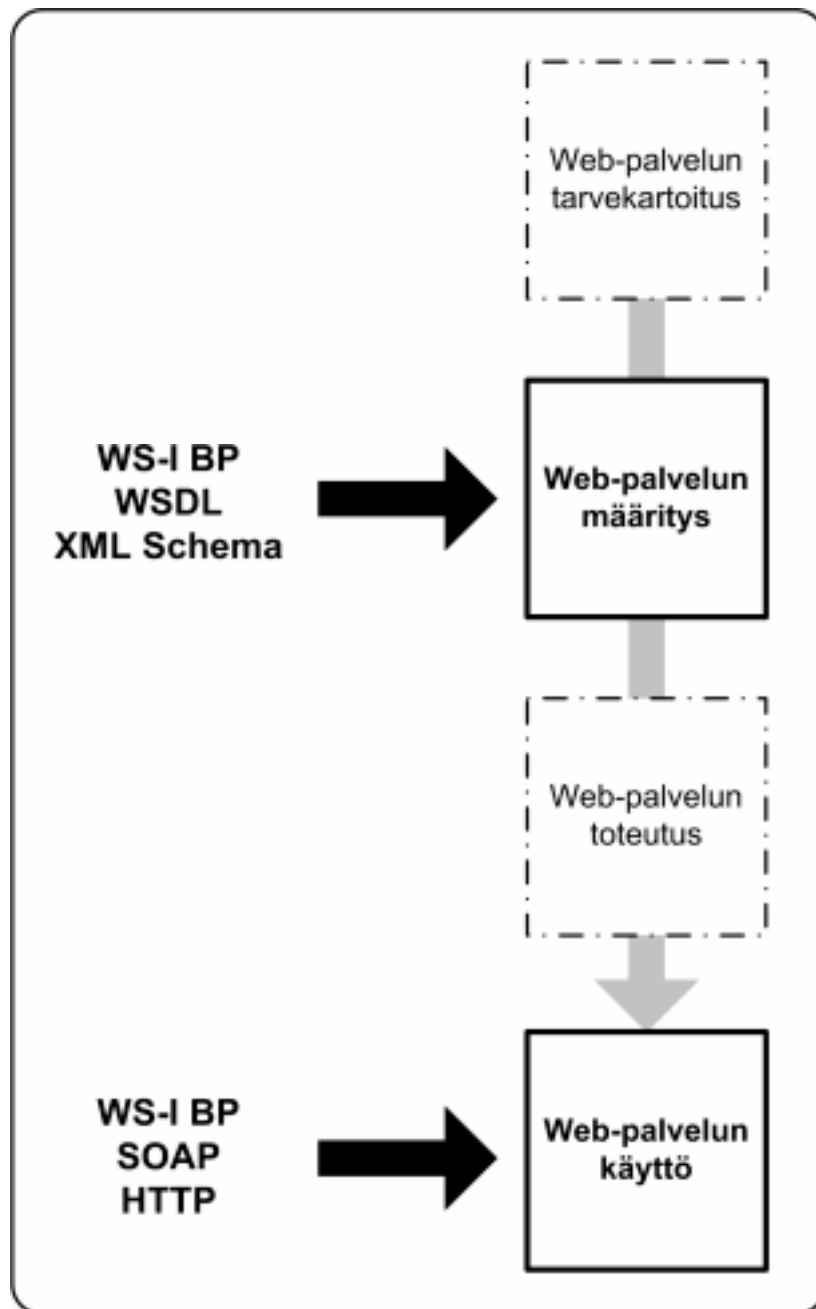 Web-palvelun
tarvekartoitus
WS-I BP
WSDL
XML Schema
Web-palvelun
määritys
Web-palvelun
toteutus
WS-I BP
SOAP
HTTP
Web-palvelun
käyttö